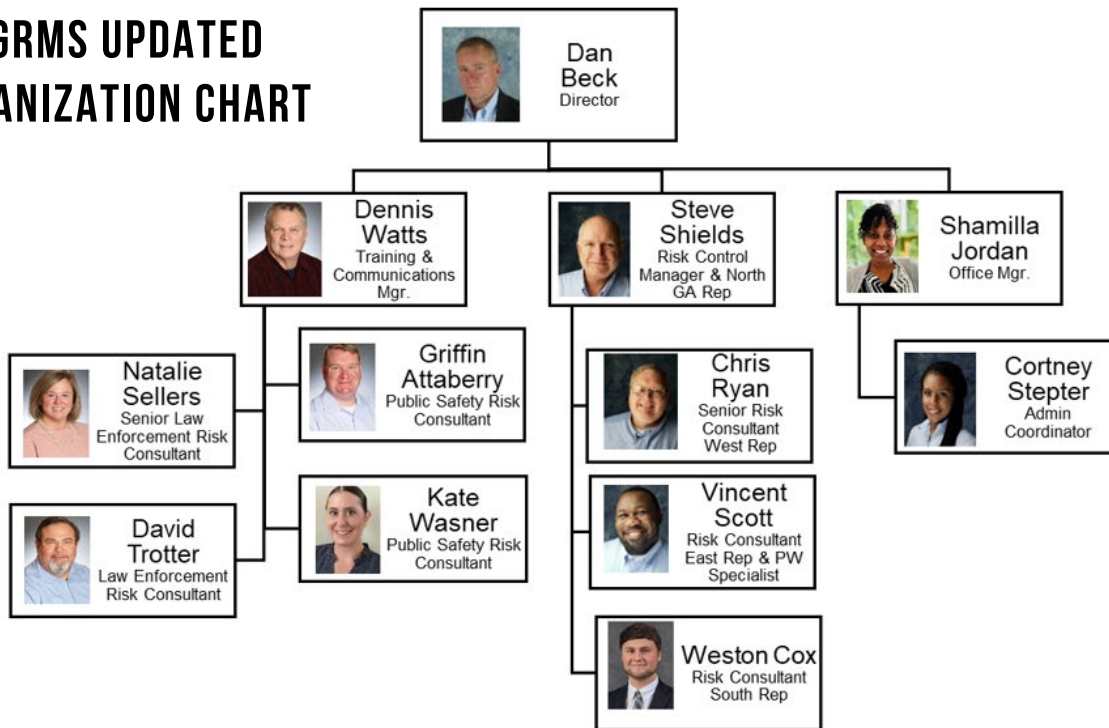 GRMS UPDATED
ANIZATION CHART
Dan
Beck
Director
Dennis
Watts
Training &
Communications
Mgr.
Steve
Shields
Risk Control
Manager & North
GA Rep
Shamilla
Jordan
Office Mgr.
Natalie
Sellers
Senior Law
Enforcement Risk
Consultant
Griffin
Attaberry
Public Safety Risk
Consultant
Chris
Ryan
Senior Risk
Consultant
West Rep
Cortney
Stepter
Admin
Coordinator
David
Trotter
Law Enforcement
Risk Consultant
Kate
Wasner
Public Safety Risk
Consultant
Vincent
Scott
Risk Consultant
East Rep & PW
Specialist
Weston Cox
Risk Consultant
South Rep